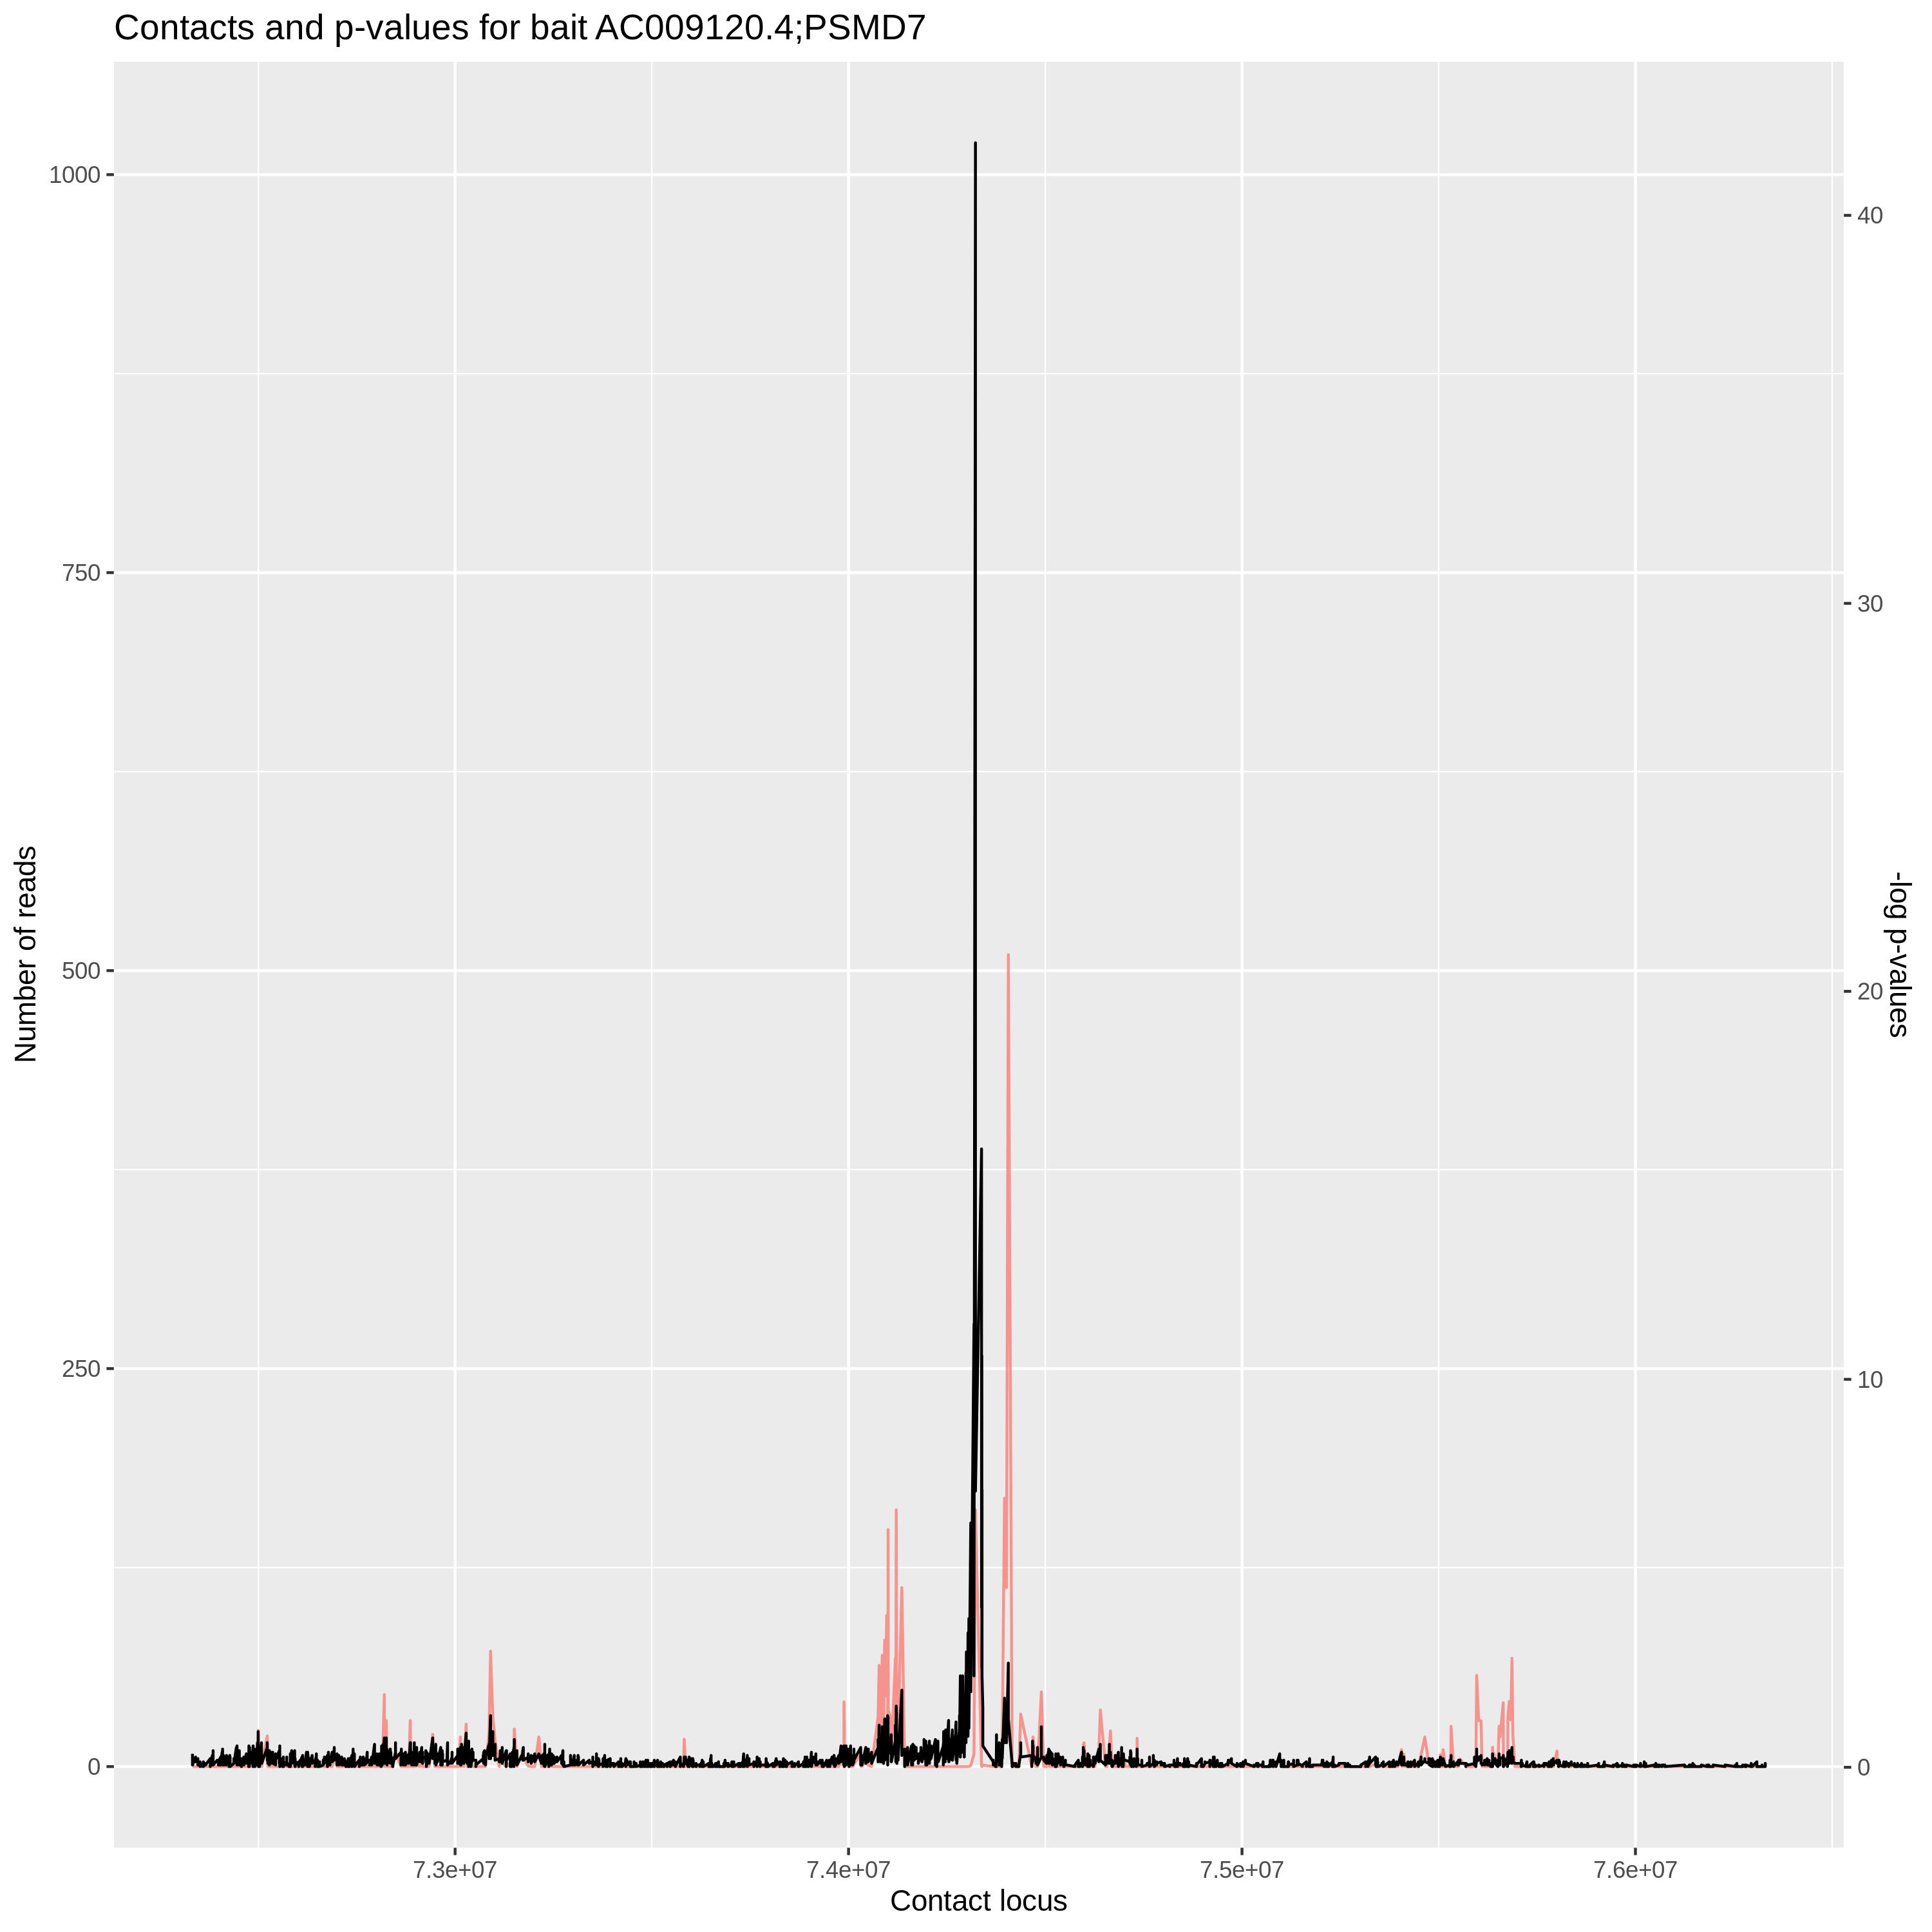 Contacts and p-values for bait AC009120.4;PSMD7
1000
750
500
250
0
40
30
20
10
0
Number of reads
-log p-values
7.3e+07
7.4e+07
7.5e+07
7.6e+07
Contact locus